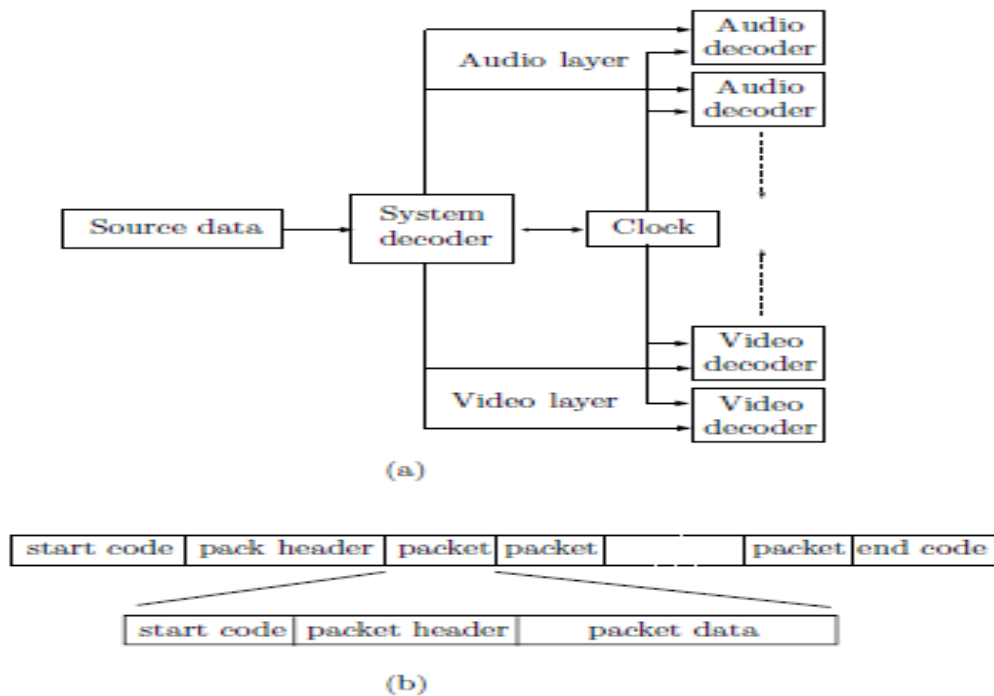 Audio
decoder
Audio layer
Audio
decoder
Source data
System
decoder
Clock
Video
decoder
Video layer
Video
decoder
(a)
start code pack header packet packet packet end code
start code packet header packet data
(b)